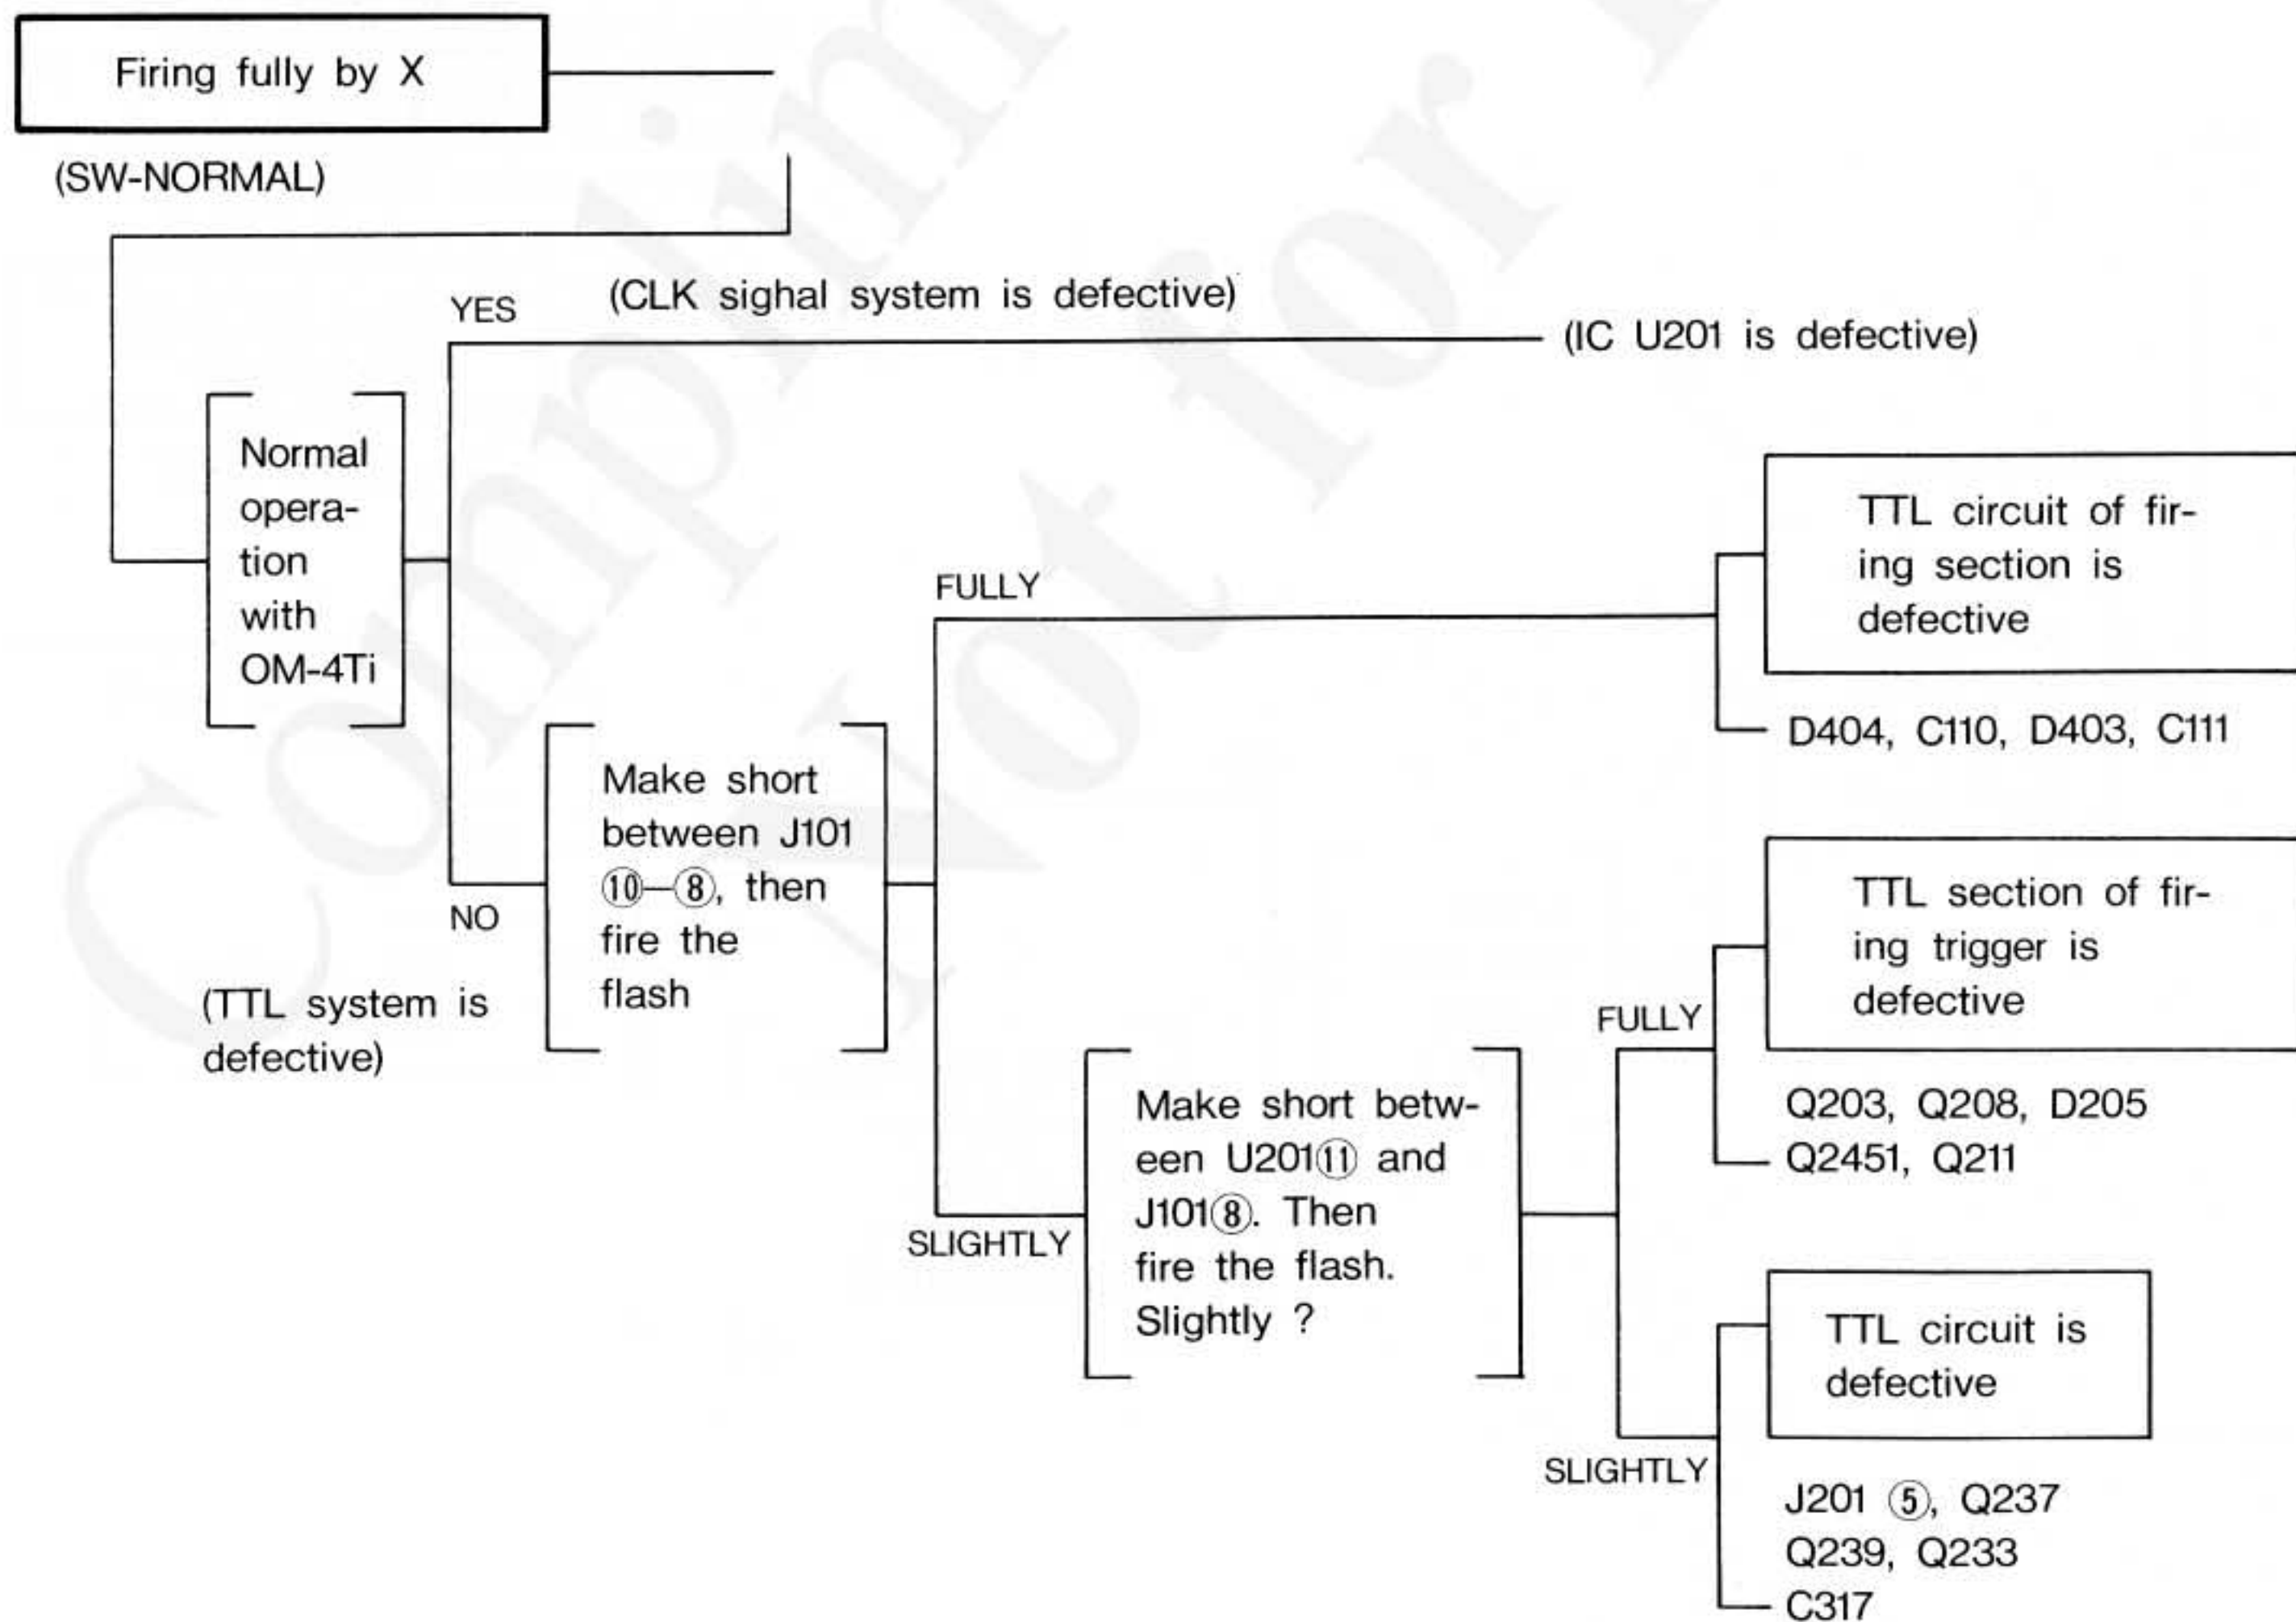 Firing fully by X
(SW-NORMAL)
YES
(CLK sighal system is defective)
(IC U201 is defective)
Normal
opera-
tion
with
OM-4Ti
NO
(TTL system is
defective)
Make short
between J101
⑩—⑧, then
fire the
flash
FULLY
TTL circuit of fir-
ing section is
defective
D404, C110, D403, C111
SLIGHTLY
Make short betw-
een U201⑪ and
J101⑧. Then
fire the flash.
Slightly ?
FULLY
TTL section of fir-
ing trigger is
defective
Q203, Q208, D205
Q2451, Q211
SLIGHTLY
TTL circuit is
defective
J201 ⑤, Q237
Q239, Q233
C317
Not for